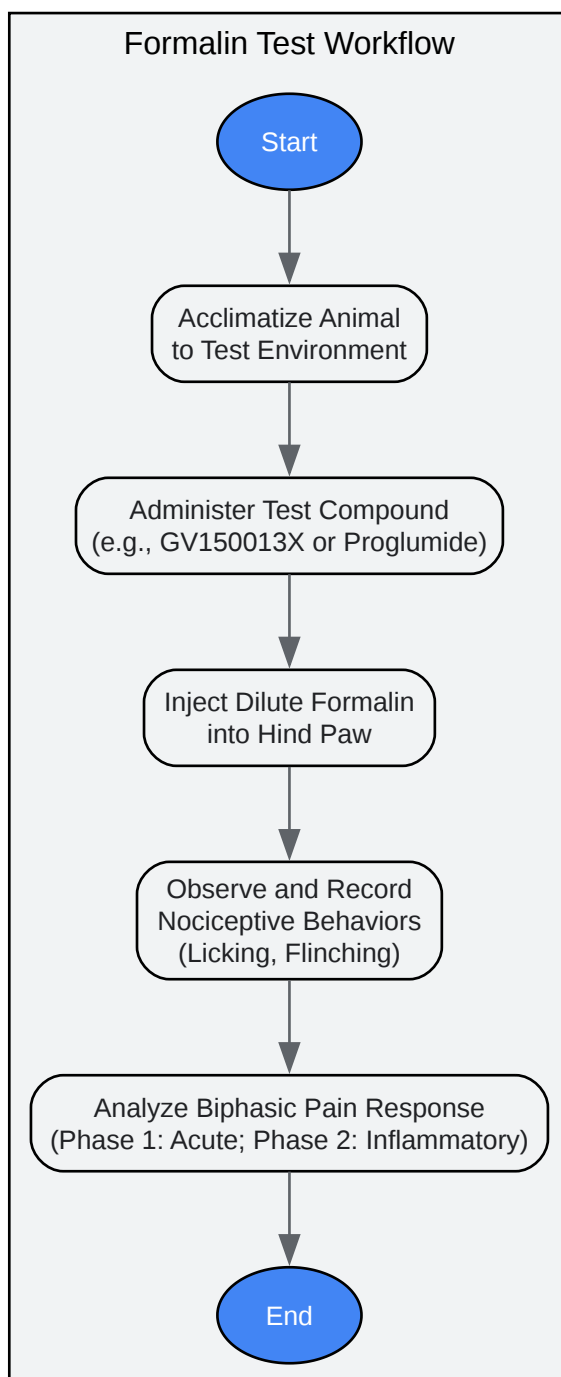 Formalin Test Workflow
Start
Acclimatize Animal
to Test Environment
Administer Test Compound
(e.g., GV150013X or Proglumide)
Inject Dilute Formalin
into Hind Paw
Observe and Record
Nociceptive Behaviors
(Licking, Flinching)
Analyze Biphasic Pain Response
(Phase 1: Acute; Phase 2: Inflammatory)
End